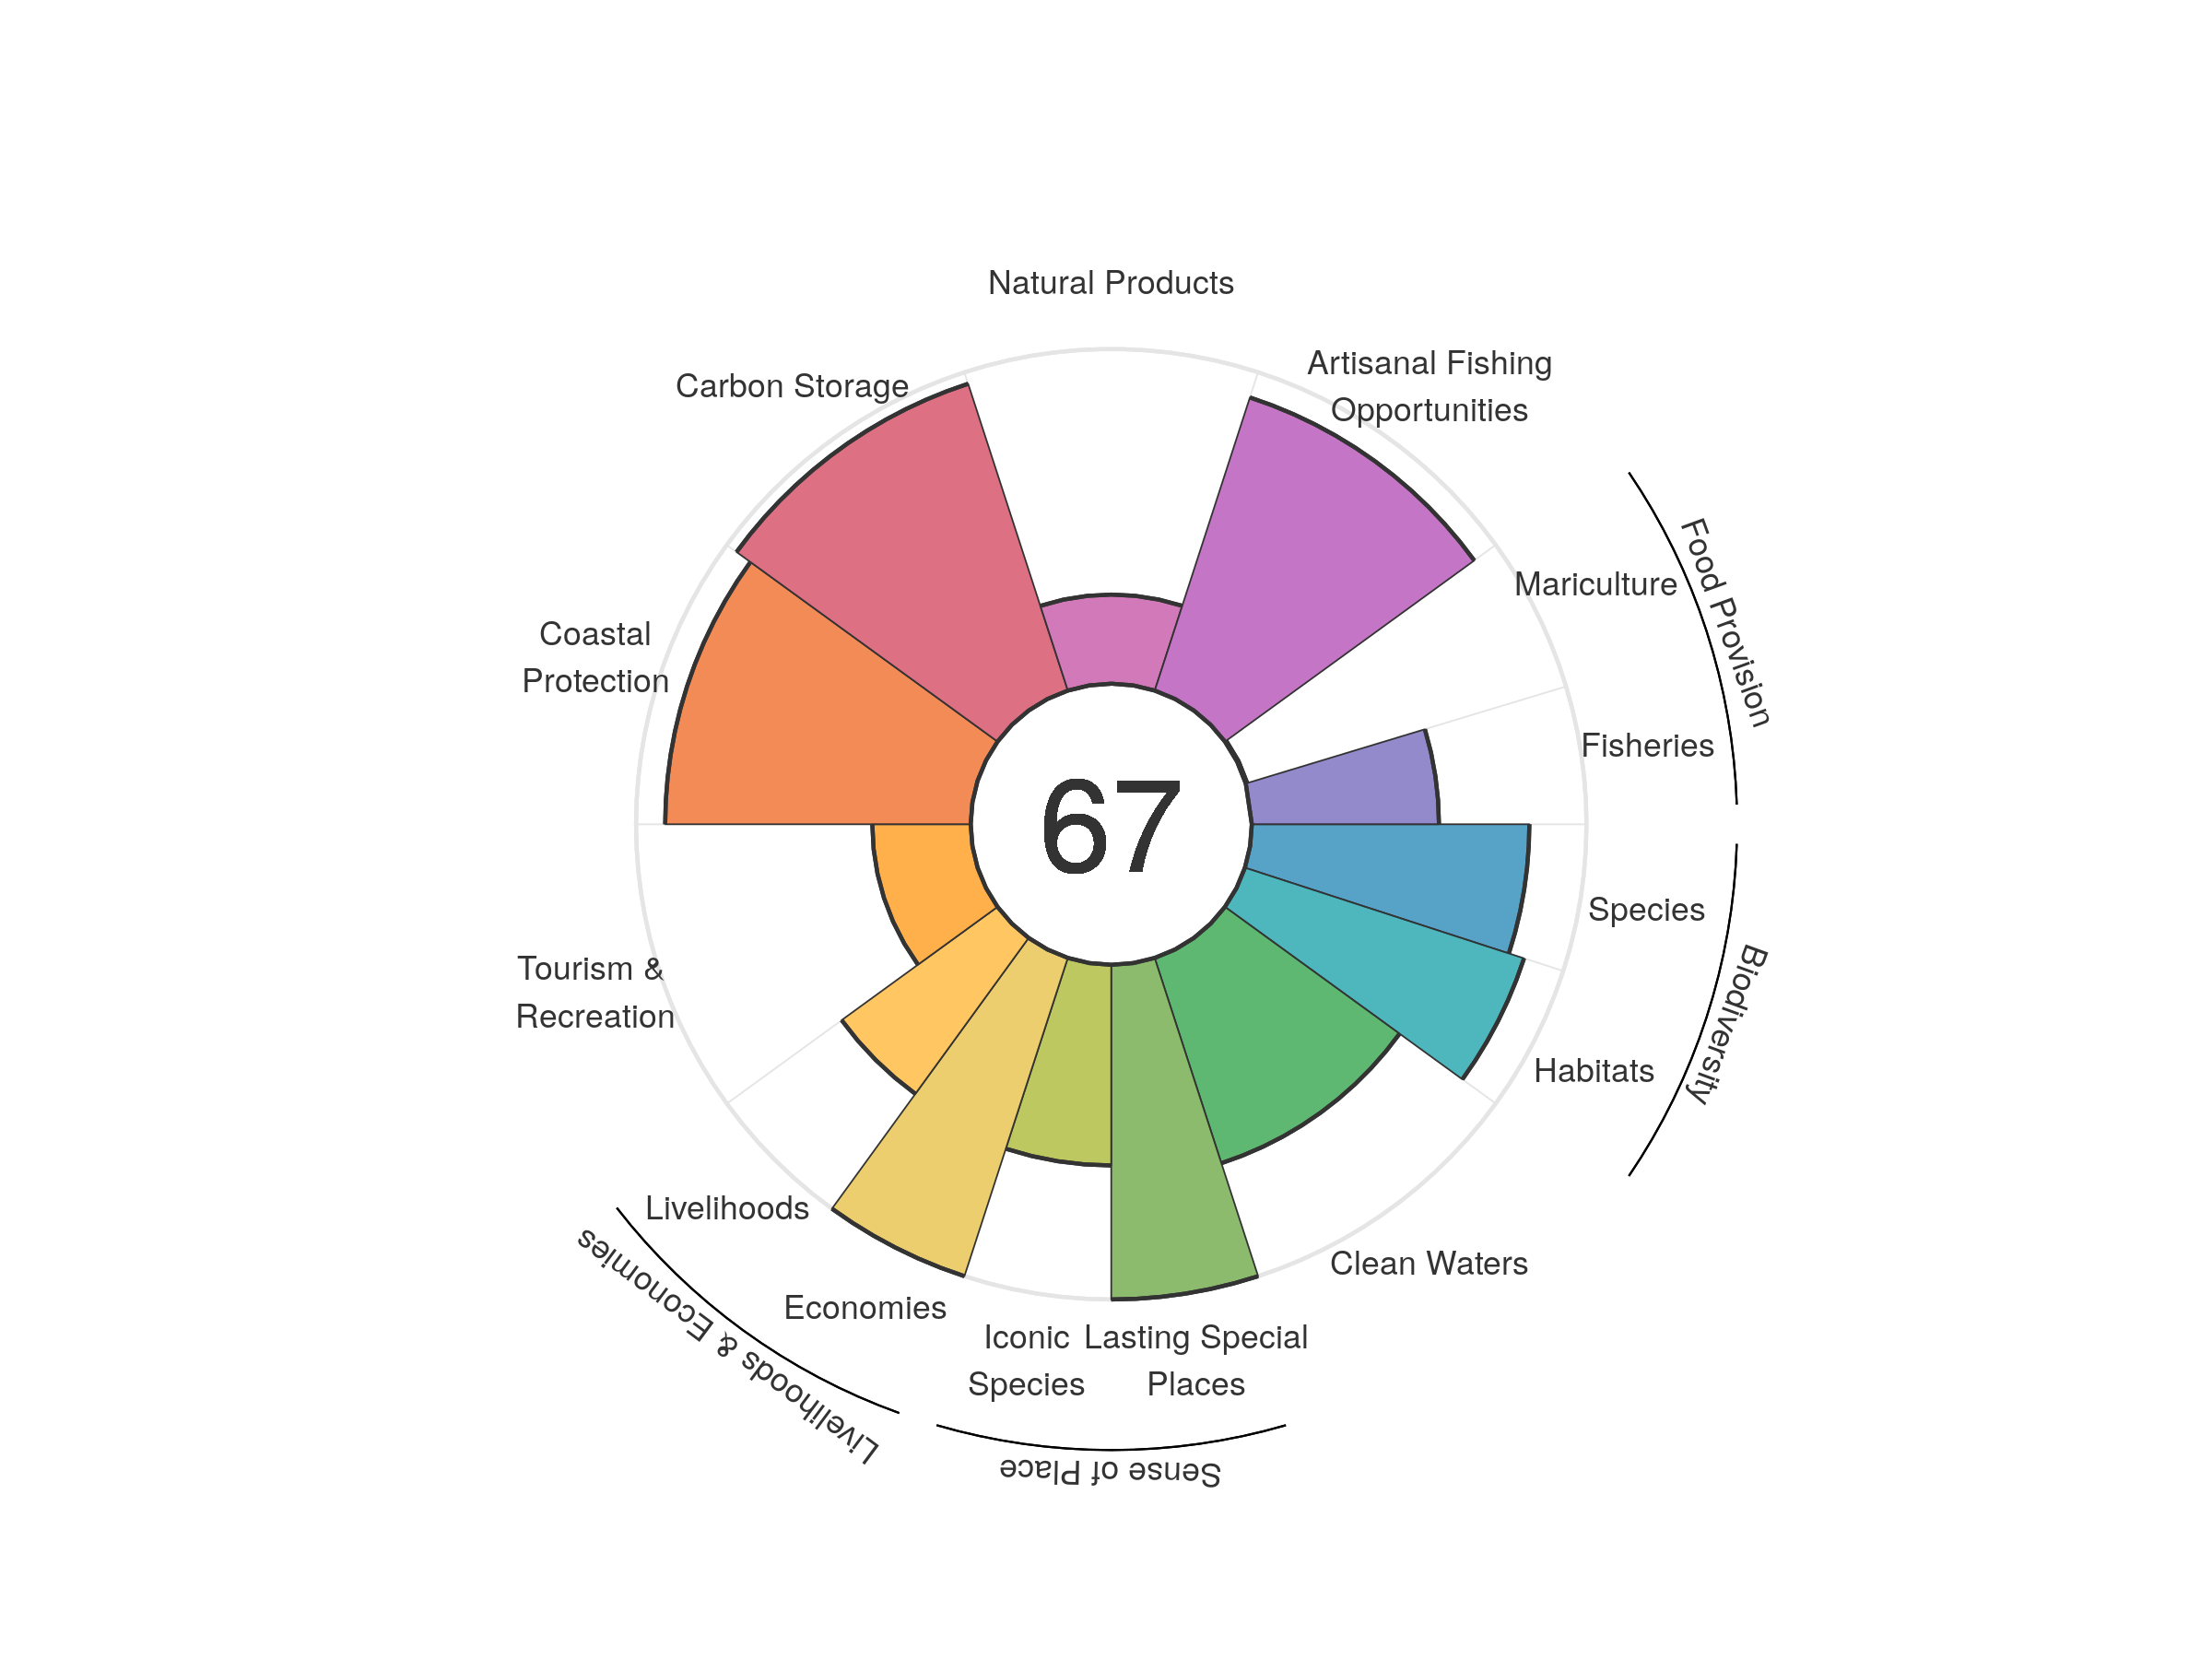 Natural Products
Artisanal Fishing
Opportunities
Carbon Storage
Food Provision
Mariculture
Coastal
Protection
Fisheries
67
Species
Biodiversity
Tourism &
Recreation
Habitats
Livelihoods
Clean Waters
Livelihoods & Economies
Economies
Iconic
Species
Lasting Special
Places
Sense of Place